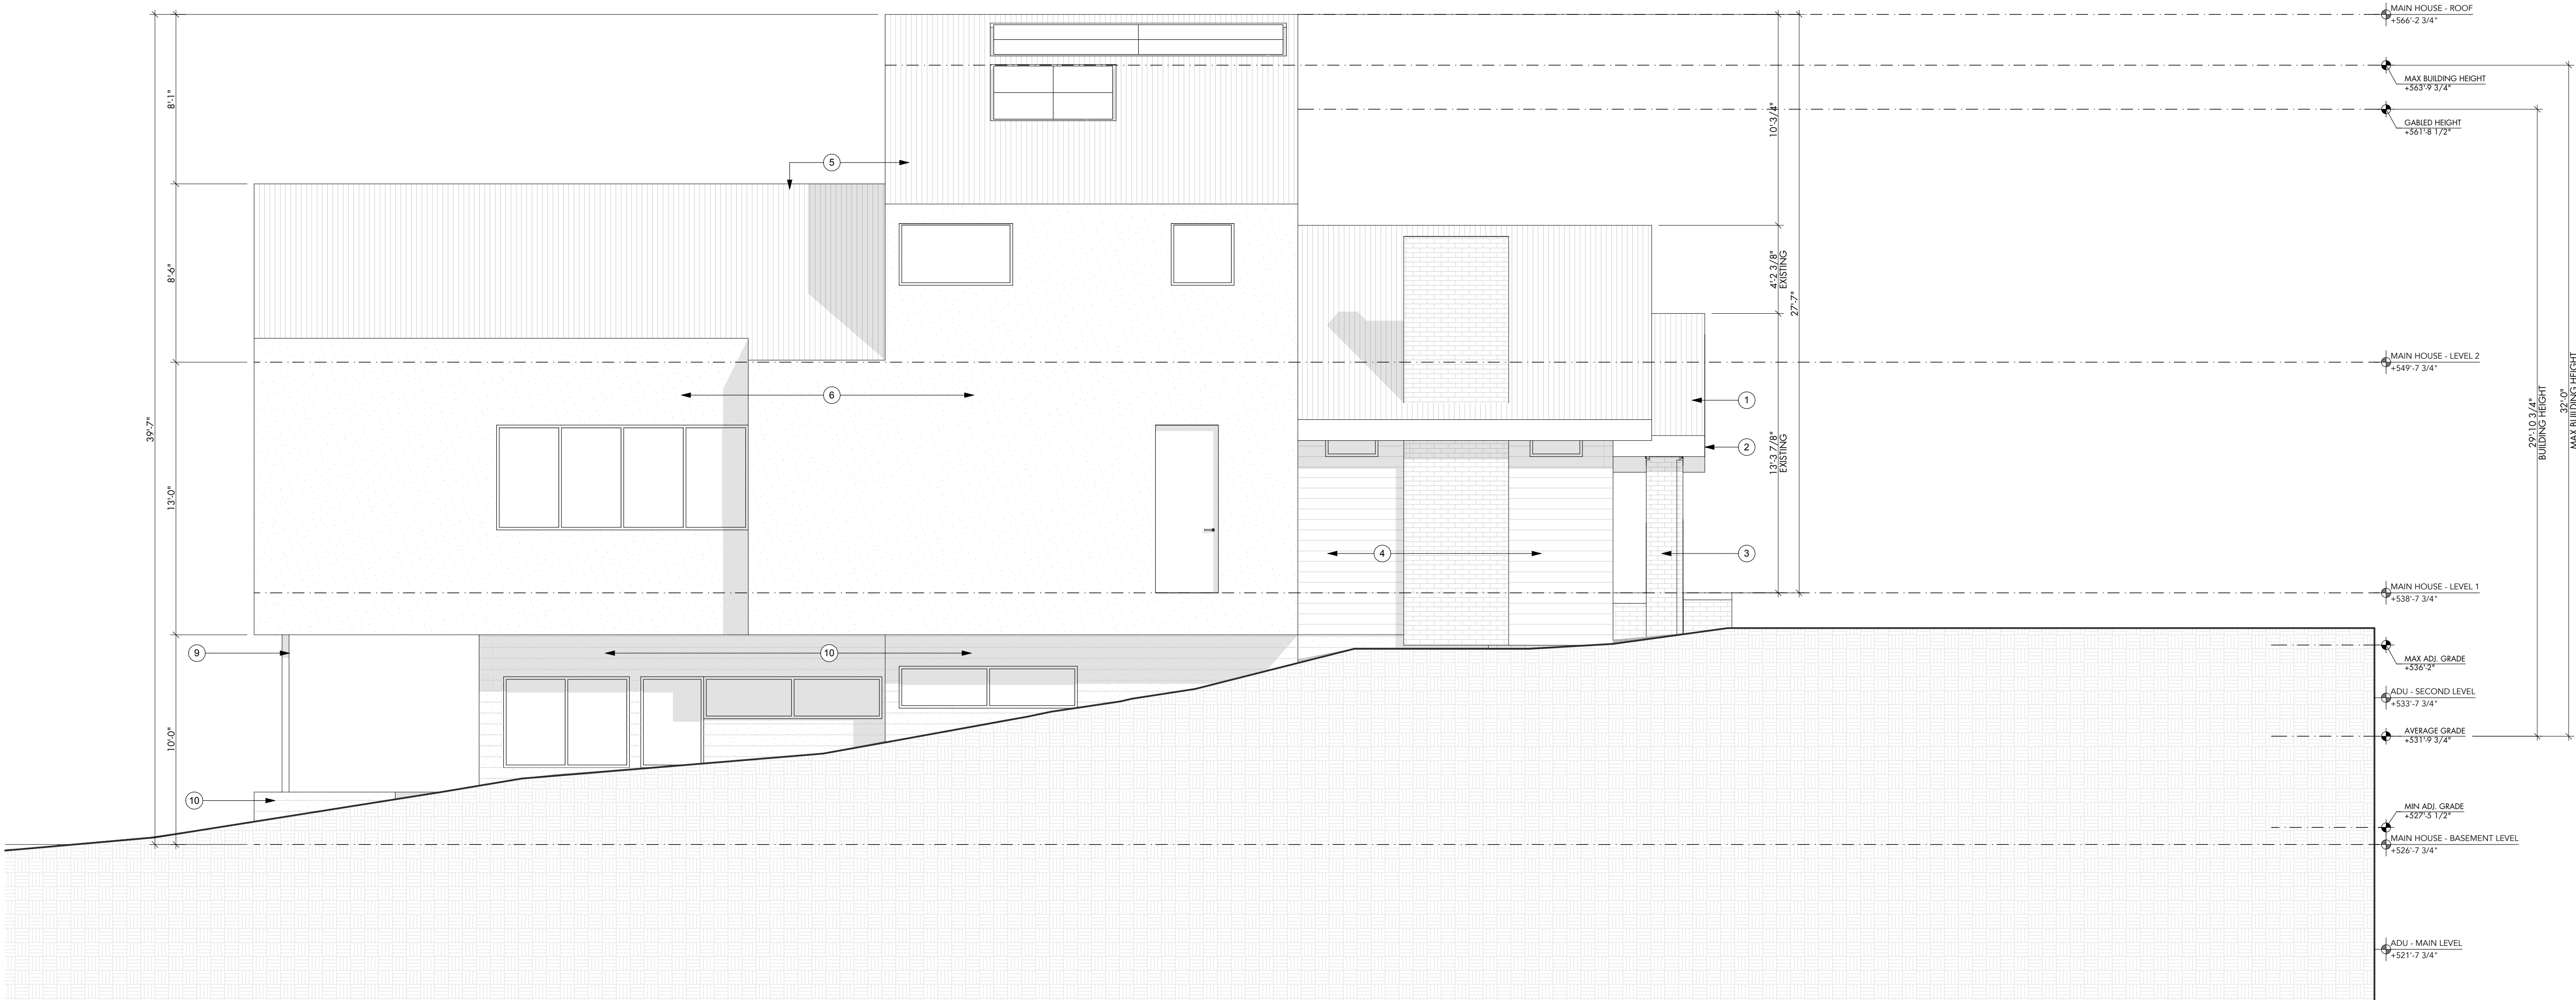 MAIN HOUSE - ROOF
+566'-2 3/4"
MAX BUILDING HEIGHT
+563'-9 3/4"
GABLED HEIGHT
+561'-8 1/2"
8'-1"
10'-3/4"
5
8'-6"
4'-2 3/8"
EXISTING
27'-7"
MAIN HOUSE - LEVEL 2
+549'-7 3/4"
6
1
39'-7"
2
13'-3 7/8"
EXISTING
29'-10 3/4"
BUILDING HEIGHT
32'-0"
MAX BUILDING HEIGHT
13'-0"
4
3
MAIN HOUSE - LEVEL 1
+538'-7 3/4"
9
10
MAX ADJ. GRADE
+536'-2"
ADU - SECOND LEVEL
+533'-7 3/4"
10'-0"
AVERAGE GRADE
+531'-9 3/4"
10
MIN ADJ. GRADE
+527'-5 1/2"
MAIN HOUSE - BASEMENT LEVEL
+526'-7 3/4"
ADU - MAIN LEVEL
+521'-7 3/4"